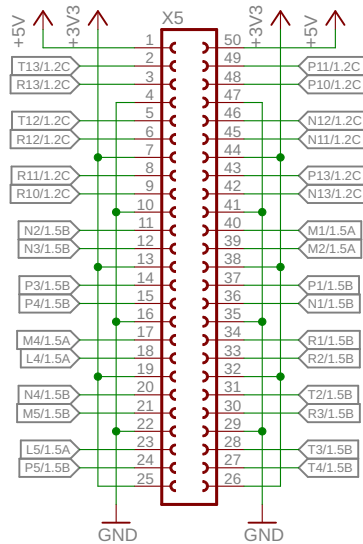 X5
+5V +3V3 +3V3 +5V
1 50
T13/1.2C 2 49 P11/1.2C
R13/1.2C 3 48 P10/1.2C
4 47
T12/1.2C 5 46 N12/1.2C
R12/1.2C 6 45 N11/1.2C
7 44
R11/1.2C 8 43 P13/1.2C
R10/1.2C 9 42 N13/1.2C
10 41
N2/1.5B 11 40 M1/1.5A
N3/1.5B 12 39 M2/1.5A
13 38
P3/1.5B 14 37 P1/1.5B
P4/1.5B 15 36 N1/1.5B
16 35
M4/1.5A 17 34 R1/1.5B
L4/1.5A 18 33 R2/1.5B
19 32
N4/1.5B 20 31 T2/1.5B
M5/1.5B 21 30 R3/1.5B
22 29
L5/1.5A 23 28 T3/1.5B
P5/1.5B 24 27 T4/1.5B
25 26
GND GND